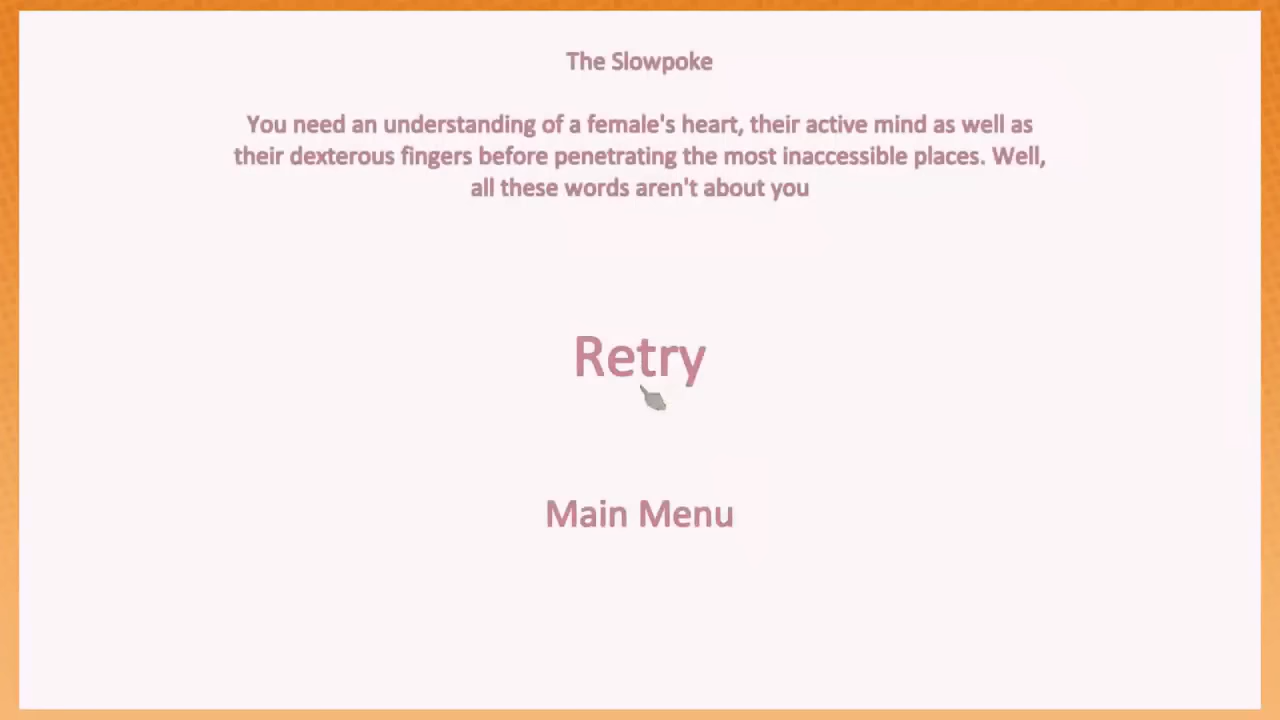 The Slowpoke
You need an understanding of a female's heart, their active mind as well as
their dexterous fingers before penetrating the most inaccessible places. Well,
all these words aren't about you
Retry
Main Menu